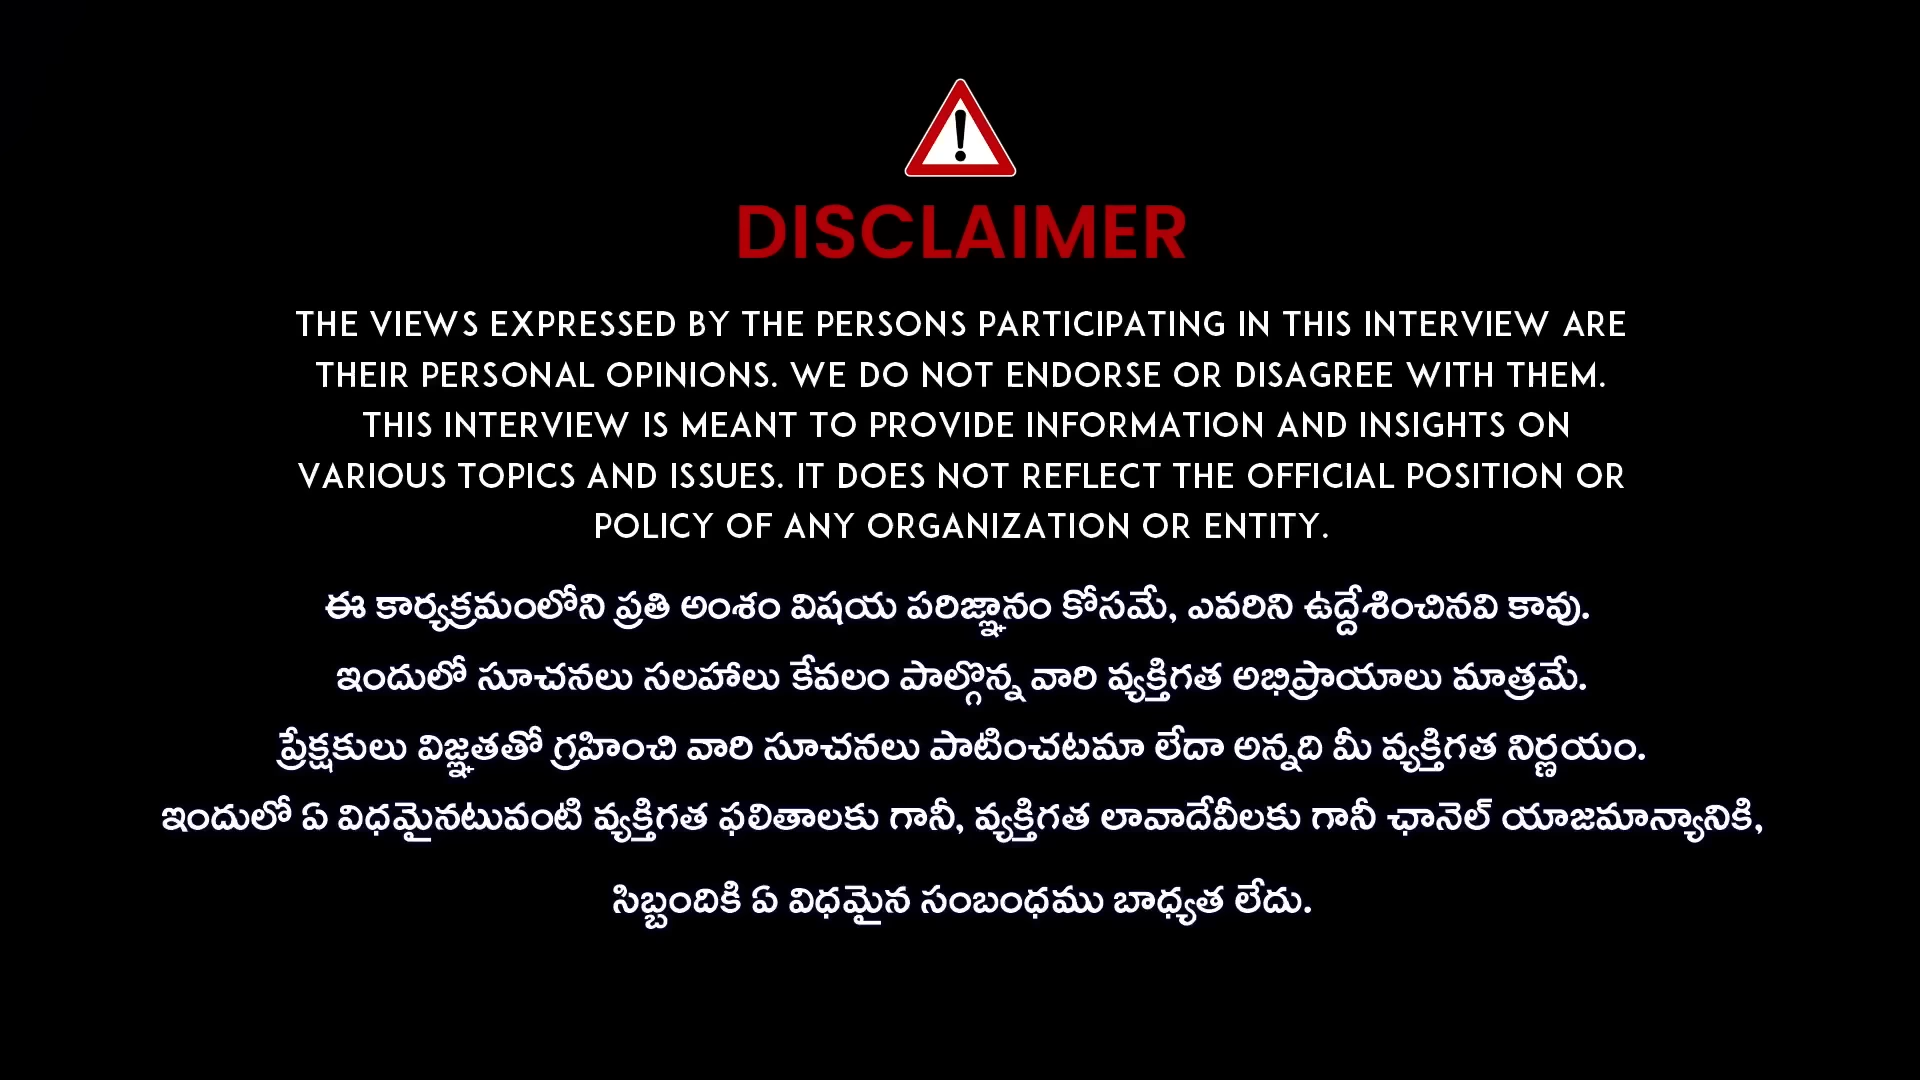 DISCLAIMER
THE VIEWS EXPRESSED BY THE PERSONS PARTICIPATING IN THIS INTERVIEW ARE
THEIR PERSONAL OPINIONS. WE DO NOT ENDORSE OR DISAGREE WITH THEM.
THIS INTERVIEW IS MEANT TO PROVIDE INFORMATION AND INSIGHTS ON
VARIOUS TOPICS AND ISSUES. IT DOES NOT REFLECT THE OFFICIAL POSITION OR
POLICY OF ANY ORGANIZATION OR ENTITY.
ఈ కార్యక్రమంలోని ప్రతి అంశం విషయ పరిజ్ఞానం కోసమే, ఎవరిని ఉద్దేశించినవి కావు.
ఇందులో సూచనలు సలహాలు కేవలం పాల్గొన్న వారి వ్యక్తిగత అభిప్రాయాలు మాత్రమే.
ప్రేక్షకులు విజ్ఞతతో గ్రహించి వారి సూచనలు పాటించటమా లేదా అన్నది మీ వ్యక్తిగత నిర్ణయం.
ఇందులో ఏ విధమైనటువంటి వ్యక్తిగత ఫలితాలకు గానీ, వ్యక్తిగత లావాదేవీలకు గానీ ఛానెల్ యాజమాన్యానికి,
సిబ్బందికి ఏ విధమైన సంబంధము బాధ్యత లేదు.